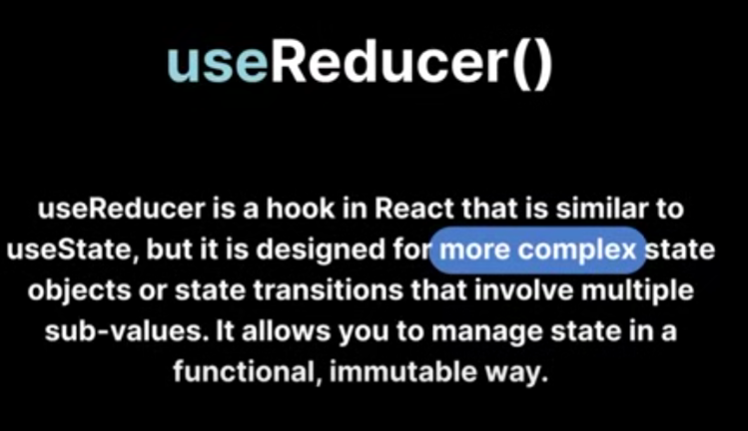 useReducer()
useReducer is a hook in React that is similar to
useState, but it is designed for more complex state
objects or state transitions that involve multiple
sub-values. It allows you to manage state in a
functional, immutable way.